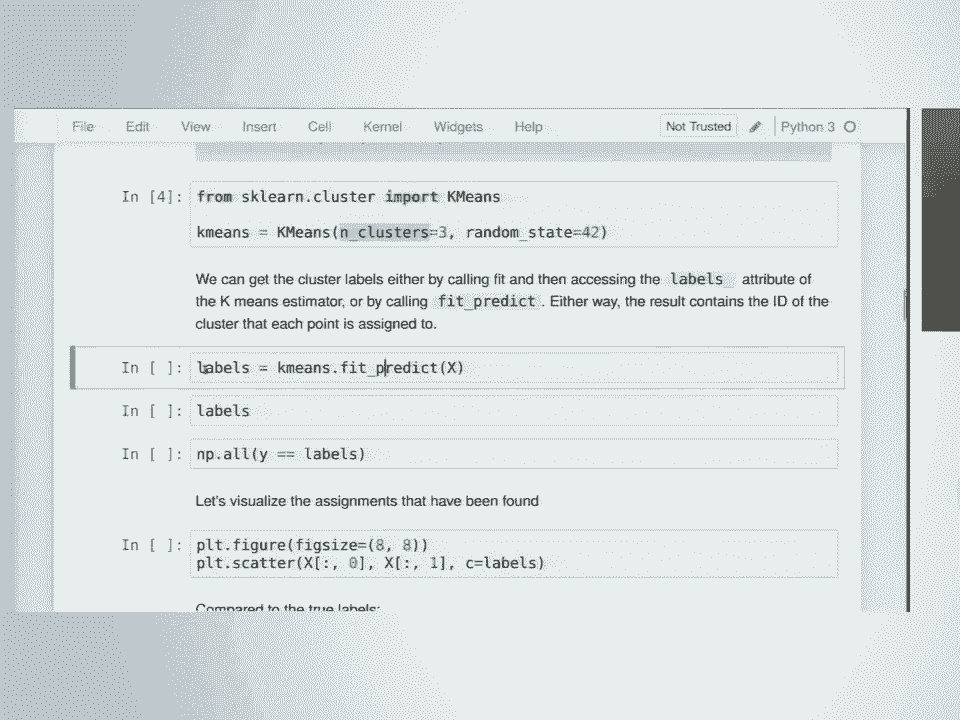 File Edit View Insert Cell Kernel Widgets Help Not Trusted Python 3
In [4]: from sklearn.cluster import KMeans
kmeans = KMeans(n_clusters=3, random_state=42)
We can get the cluster labels either by calling fit and then accessing the labels_ attribute of
the K means estimator, or by calling fit_predict. Either way, the result contains the ID of the
cluster that each point is assigned to.
In [ ]: labels = kmeans.fit_predict(X)
In [ ]: labels
In [ ]: np.all(y == labels)
Let's visualize the assignments that have been found
In [ ]: plt.figure(figsize=(8, 8))
plt.scatter(X[:, 0], X[:, 1], c=labels)
Compared to the true labels: